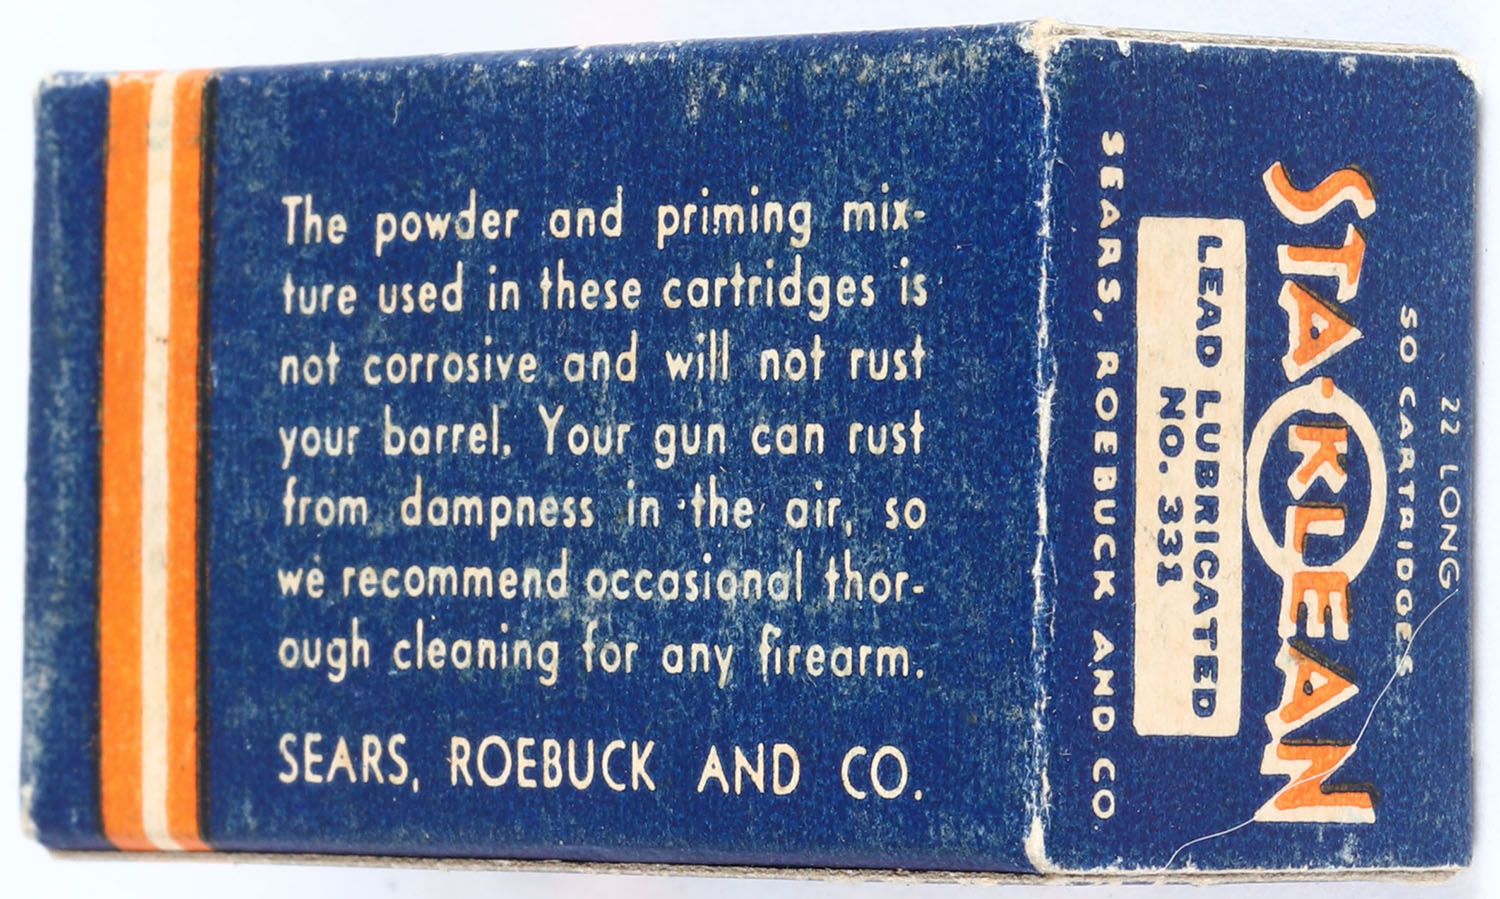 The powder and priming mix-
ture used in these cartridges is
not corrosive and will not rust
your barrel. Your gun can rust
from dampness in the air, so
we recommend occasional thor-
ough cleaning for any firearm.
SEARS, ROEBUCK AND CO.
22 LONG
50 CARTRIDGES
STA-KLEAN
LEAD LUBRICATED
NO. 331
SEARS, ROEBUCK AND CO.